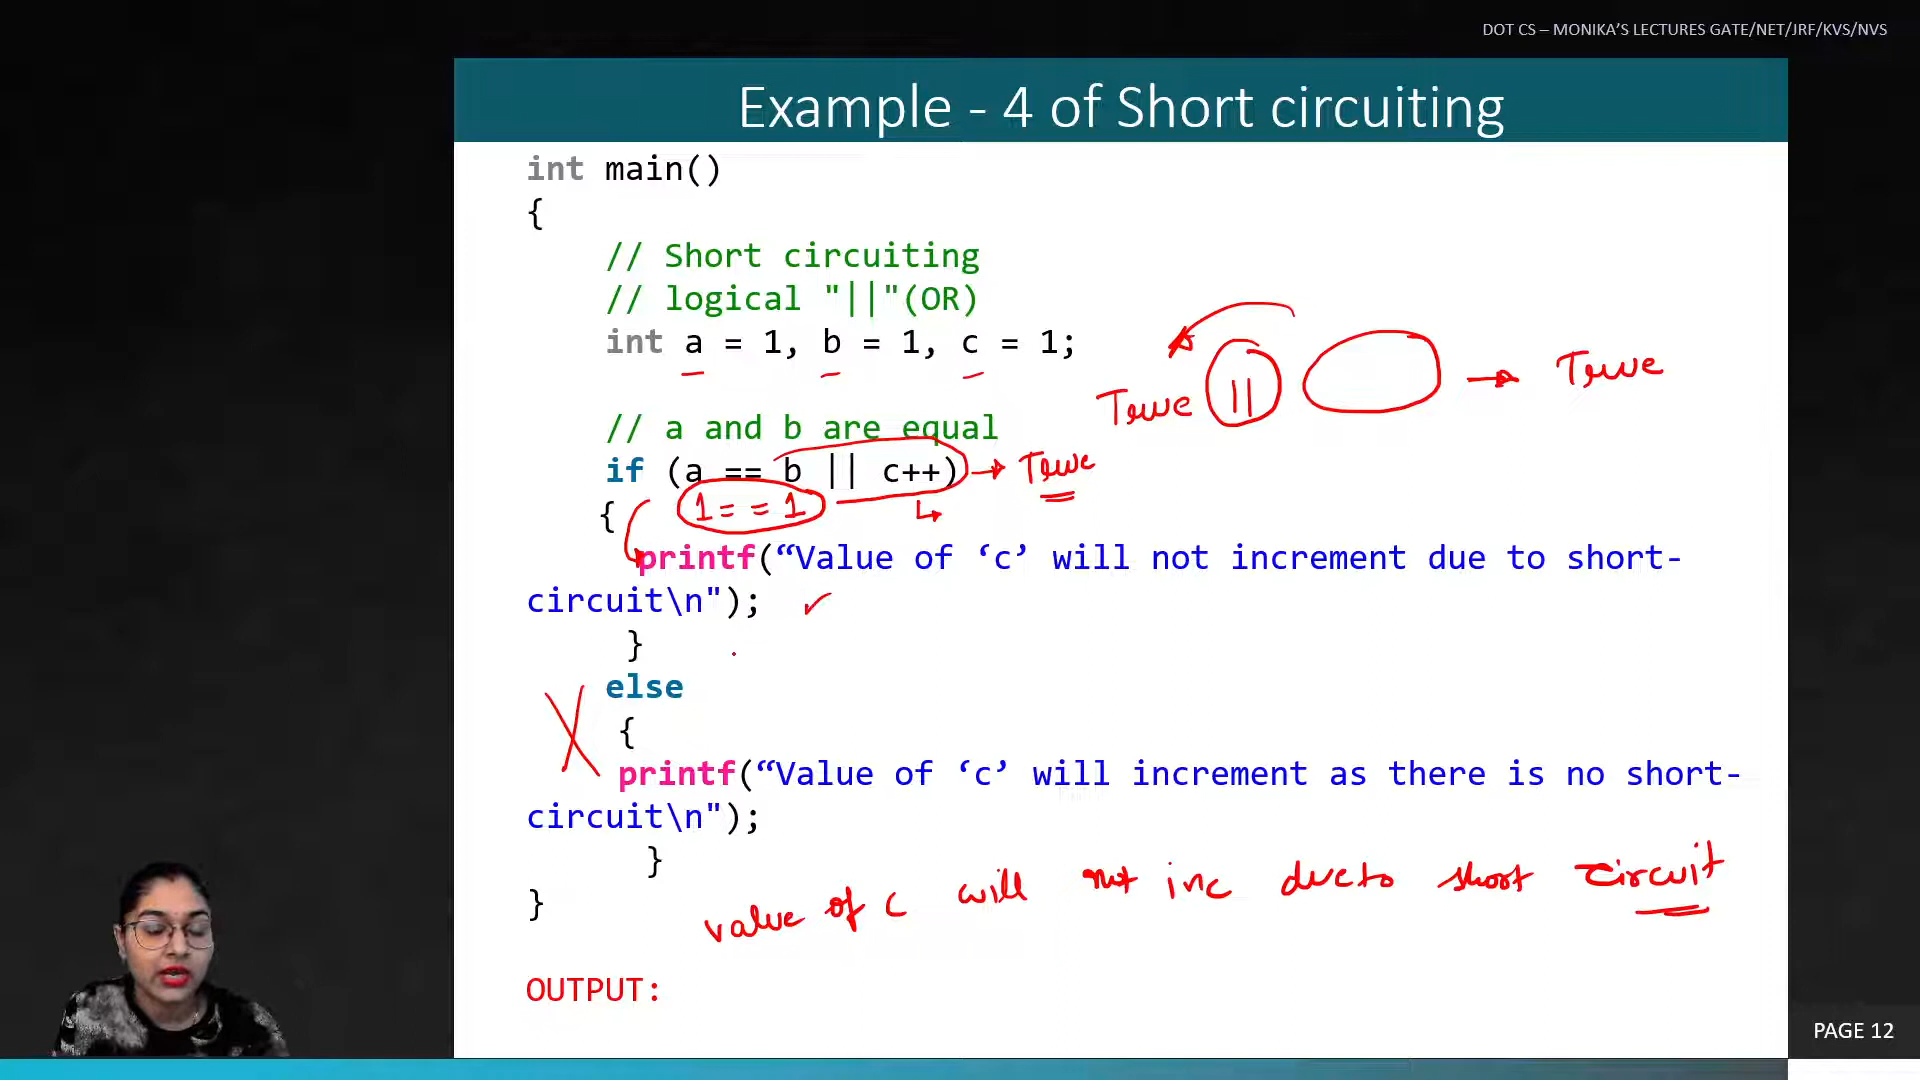 DOT CS – MONIKA’S LECTURES GATE/NET/JRF/KVS/NVS
Example - 4 of Short circuiting
int main()
{
// Short circuiting
// logical "||"(OR)
int a = 1, b = 1, c = 1;
True || → True
// a and b are equal
if (a == b || c++) → True
{ 1 = = 1
printf(“Value of ‘c’ will not increment due to short-
circuit\n");
}
else
{
printf(“Value of ‘c’ will increment as there is no short-
circuit\n");
}
}
value of c will not inc due to short circuit
OUTPUT:
PAGE 12